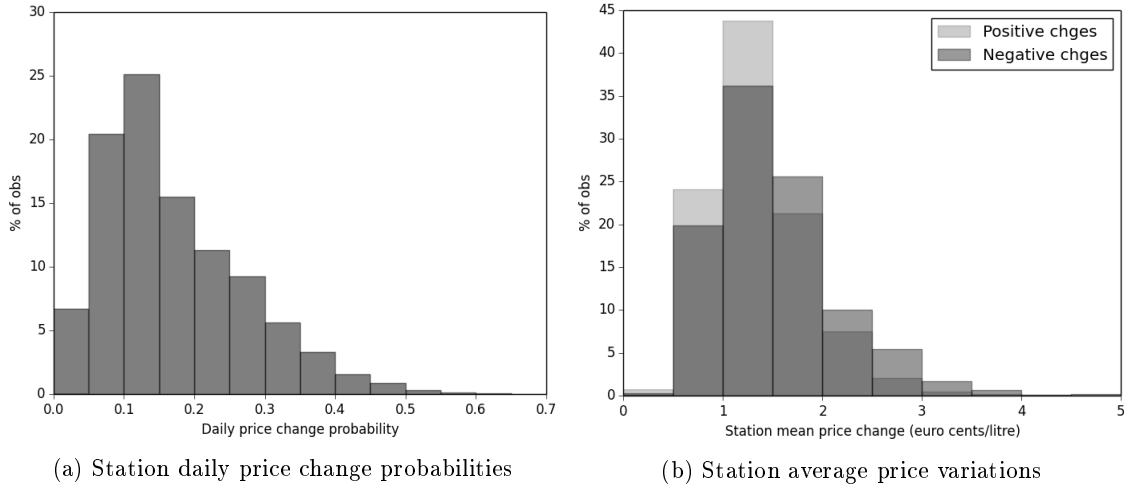 30
25
20
15
10
5
0
% of obs
0.0 0.1 0.2 0.3 0.4 0.5 0.6 0.7
Daily price change probability
(a) Station daily price change probabilities
45
40
35
30
25
20
15
10
5
0
% of obs
Positive chges
Negative chges
0 1 2 3 4 5
Station mean price change (euro cents/litre)
(b) Station average price variations